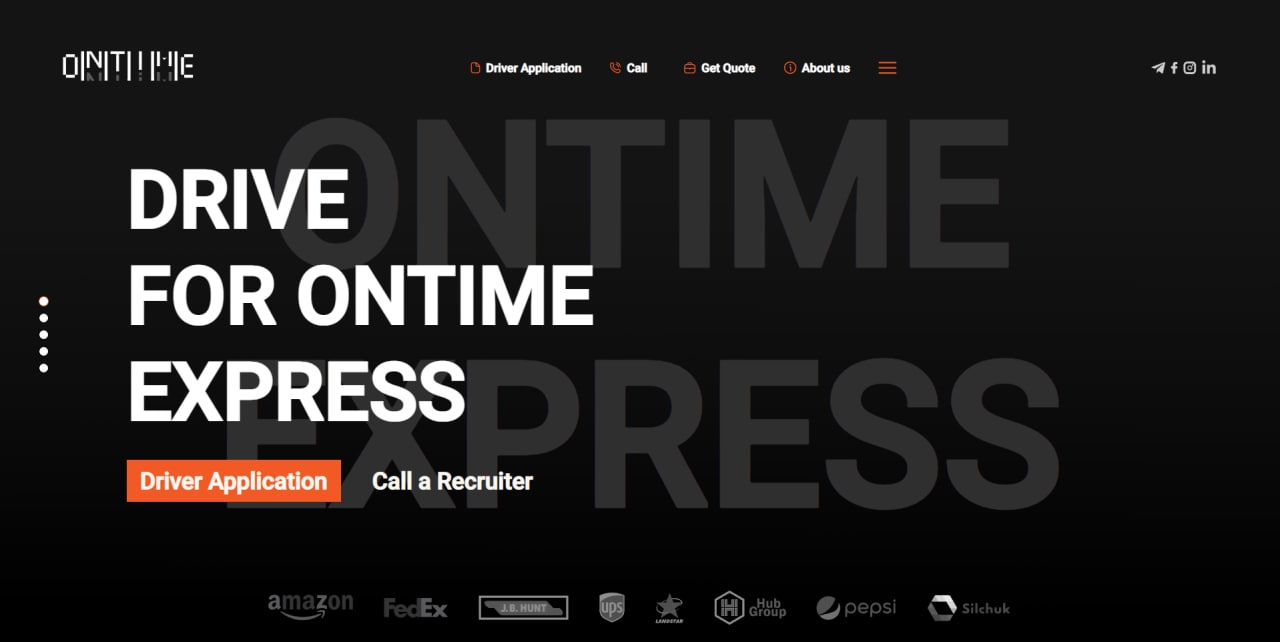 ONTIME
Driver Application
Call
Get Quote
About us
ONTIME
EXPRESS
DRIVE
FOR ONTIME
EXPRESS
Driver Application
Call a Recruiter
amazon
FedEx
J.B. HUNT
ups
LANDSTAR
Hub
Group
pepsi
Silchuk